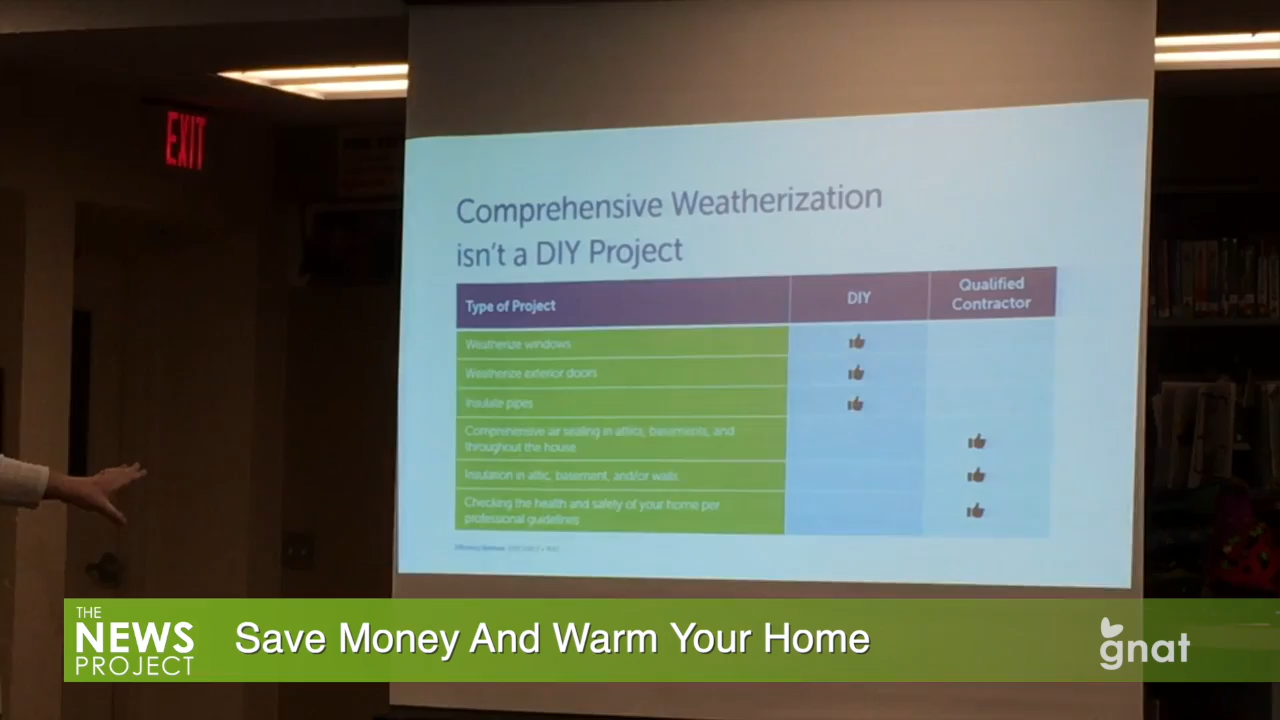 EXIT
Comprehensive Weatherization
isn't a DIY Project
Type of Project
DIY
Qualified
Contractor
Weatherize windows
Weatherize exterior doors
Insulate pipes
Comprehensive air sealing in attics, basements, and
throughout the house
Insulation in attic, basement, and/or walls
Checking the health and safety of your home per
professional guidelines
THE
NEWS
PROJECT
Save Money And Warm Your Home
gnat